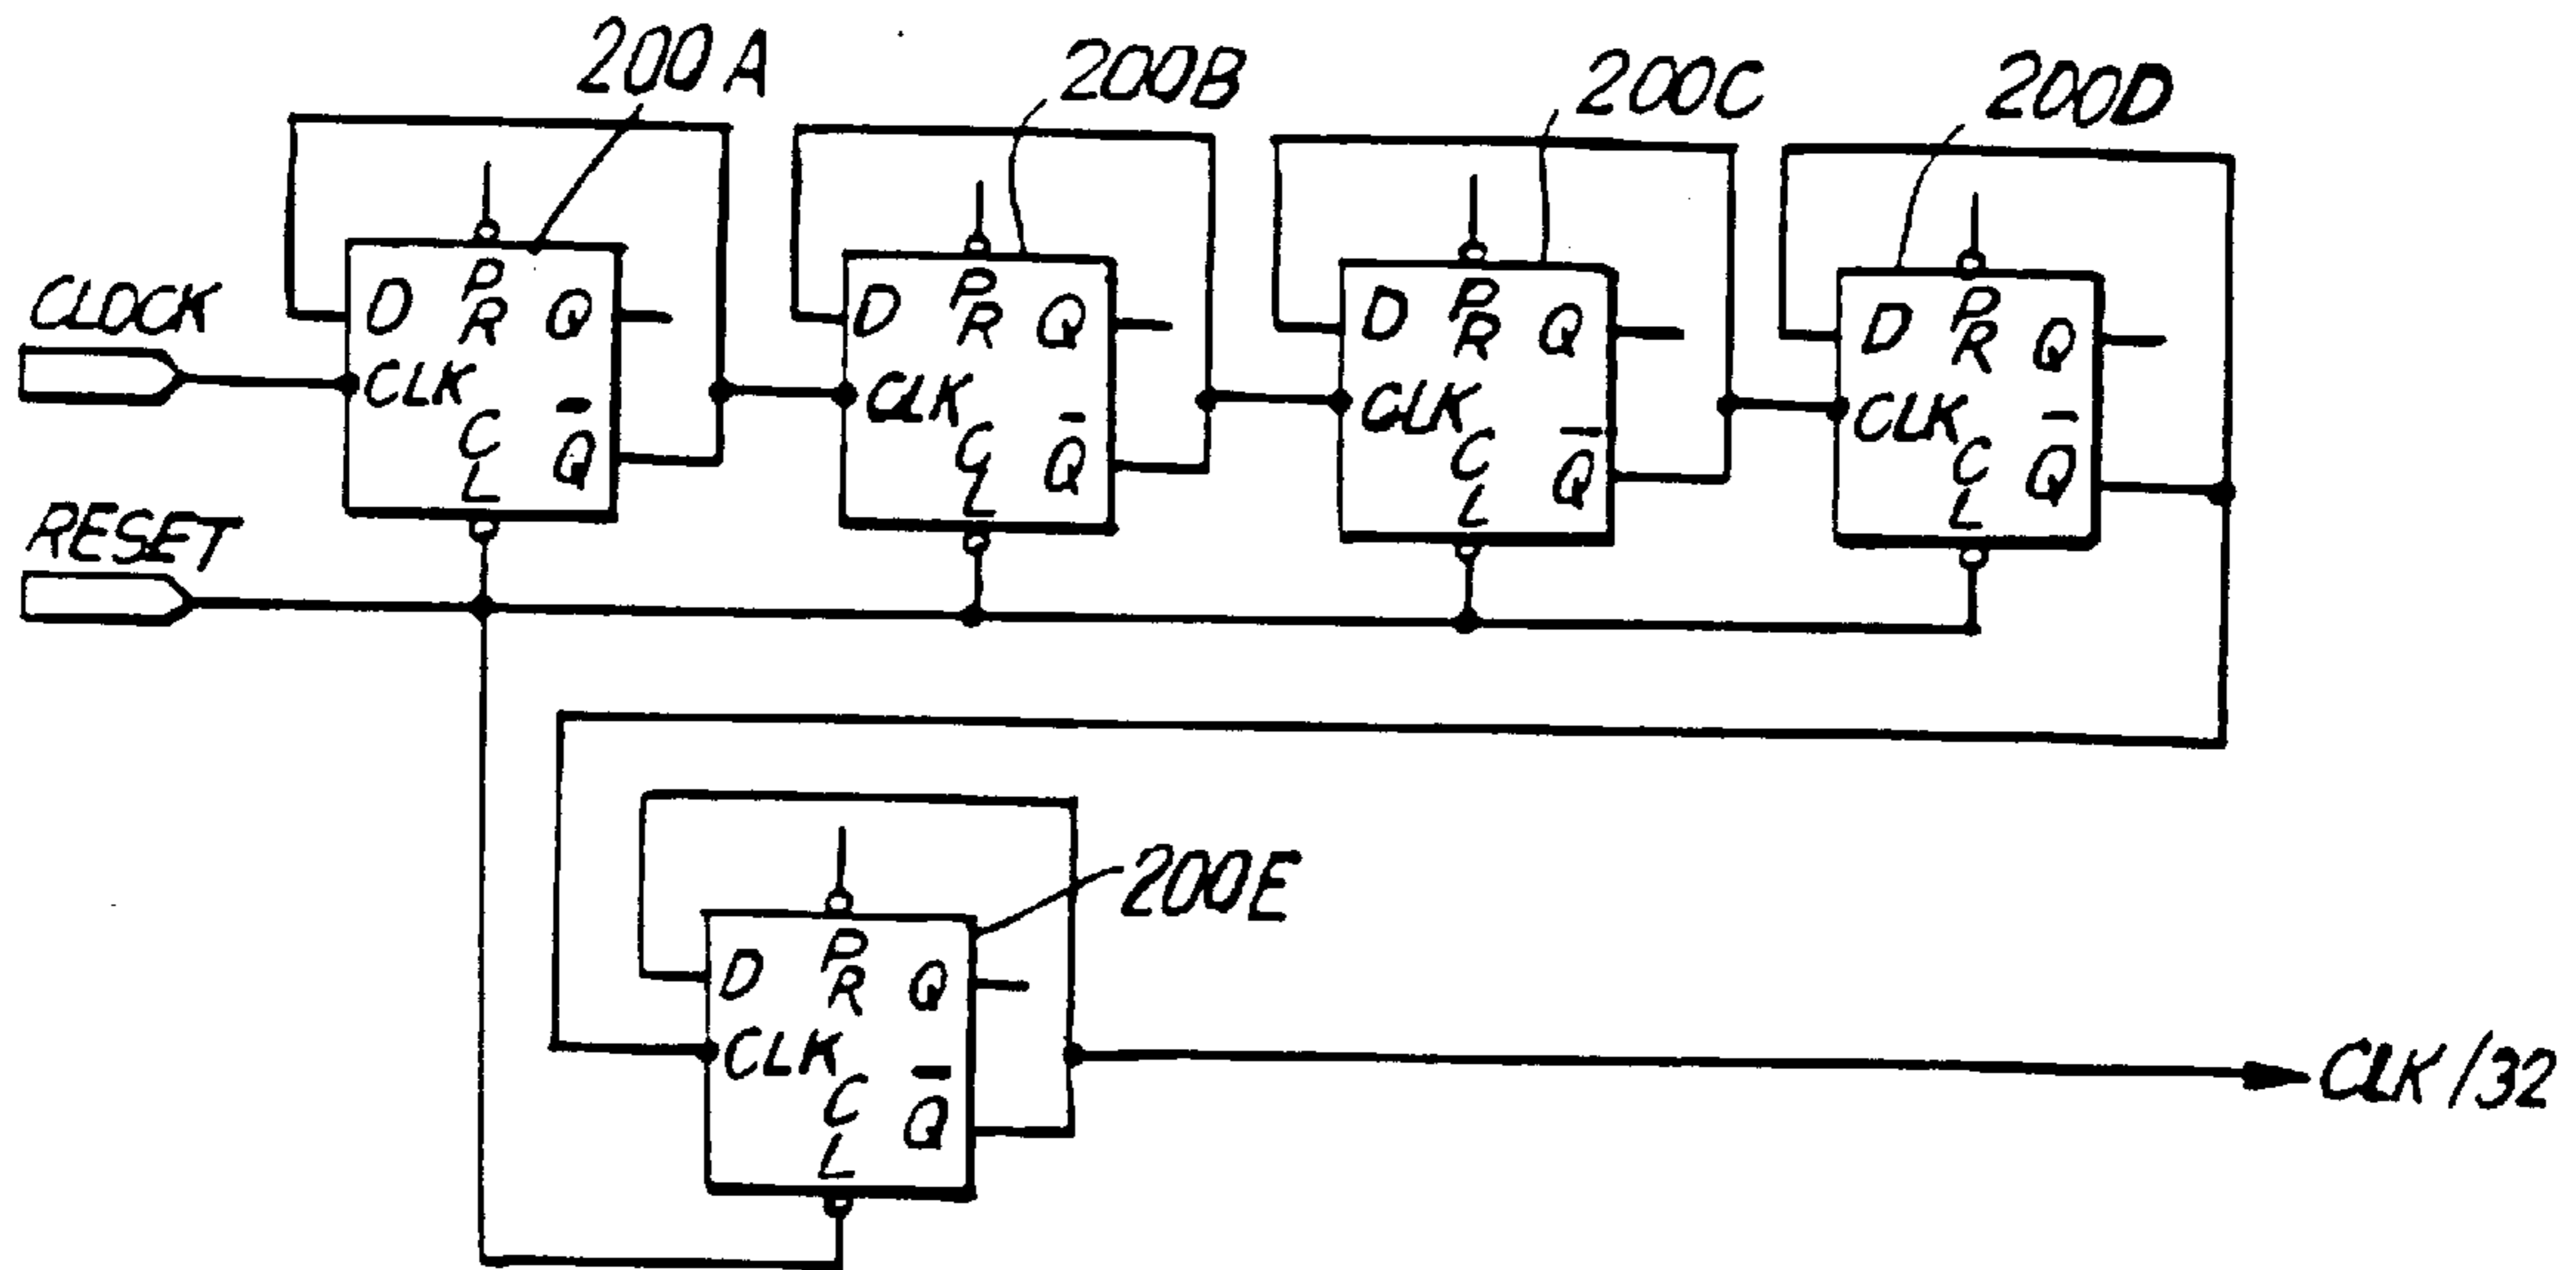 200A
200B
200C
200D
CLOCK
RESET
D PR Q
CLK CL Q̅
D PR Q
CLK CL Q̅
D PR Q
CLK CL Q̅
D PR Q
CLK CL Q̅
200E
D PR Q
CLK CL Q̅
CLK/32